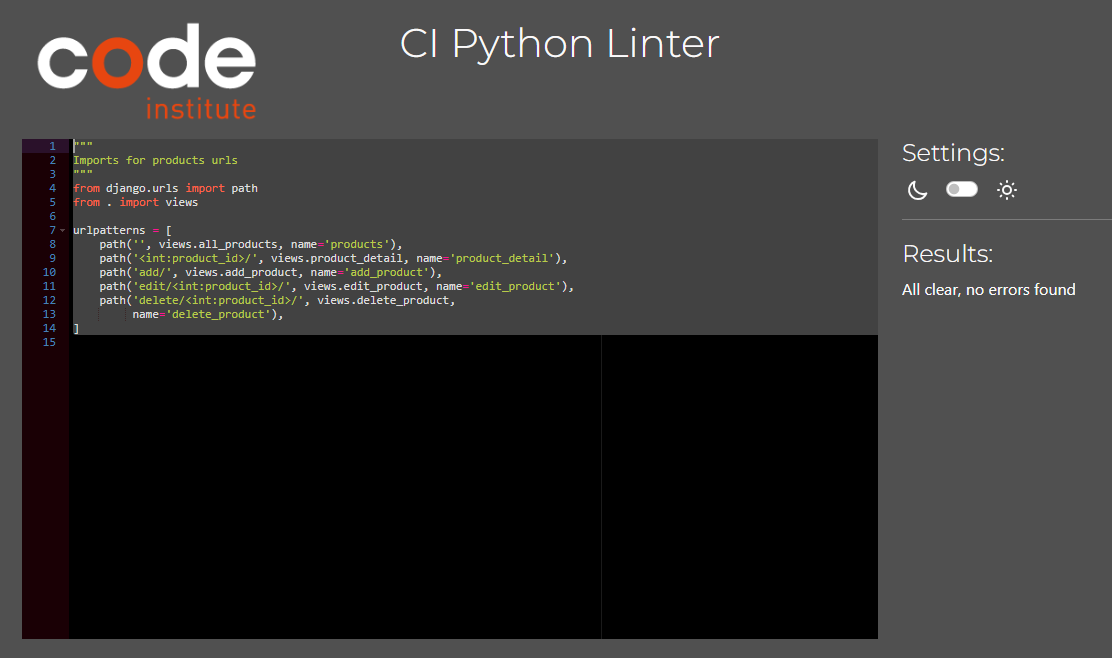 code
institute
CI Python Linter
1 """
2 Imports for products urls
3 """
4 from django.urls import path
5 from . import views
6
7 urlpatterns = [
8     path('', views.all_products, name='products'),
9     path('<int:product_id>/', views.product_detail, name='product_detail'),
10     path('add/', views.add_product, name='add_product'),
11     path('edit/<int:product_id>/', views.edit_product, name='edit_product'),
12     path('delete/<int:product_id>/', views.delete_product,
13          name='delete_product'),
14 ]
15
Settings:
Results:
All clear, no errors found